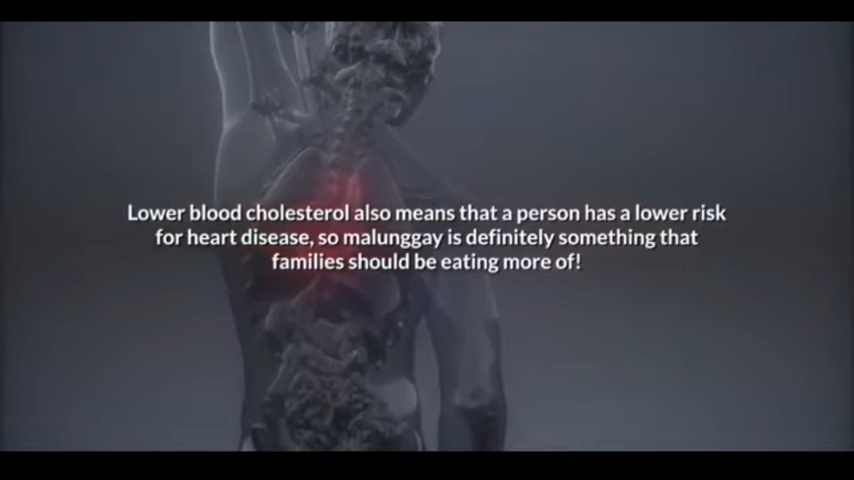 Lower blood cholesterol also means that a person has a lower risk
for heart disease, so malunggay is definitely something that
families should be eating more of!